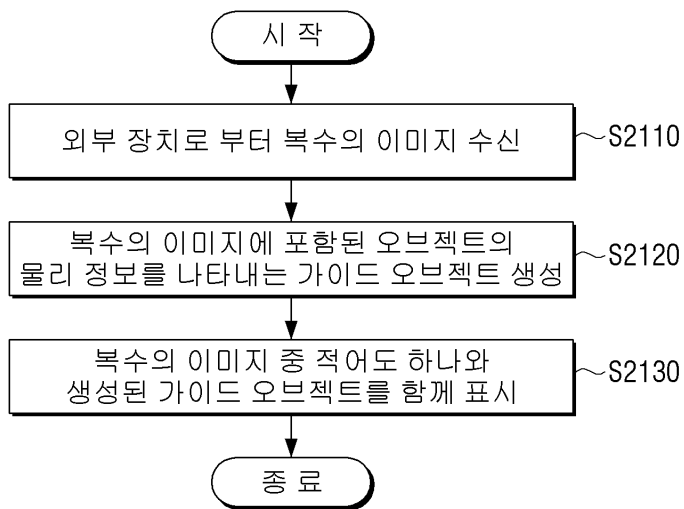 시 작
외부 장치로 부터 복수의 이미지 수신
S2110
복수의 이미지에 포함된 오브젝트의
물리 정보를 나타내는 가이드 오브젝트 생성
S2120
복수의 이미지 중 적어도 하나와
생성된 가이드 오브젝트를 함께 표시
S2130
종 료